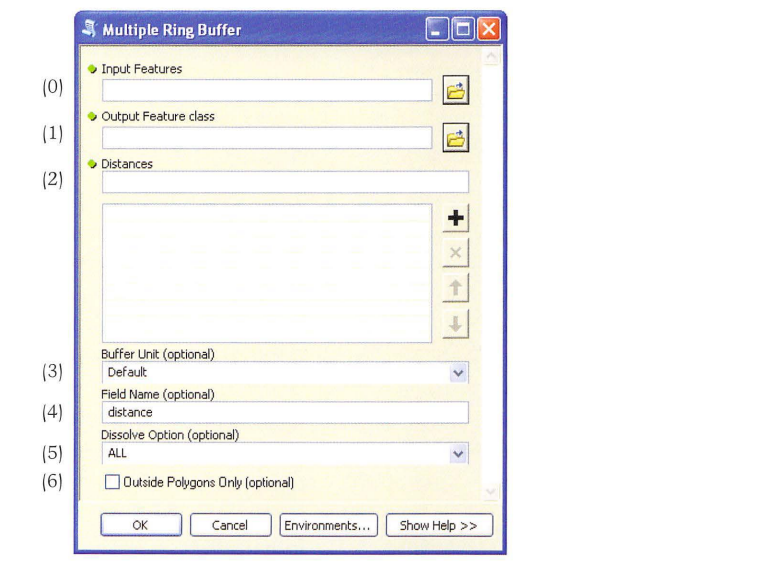 Multiple Ring Buffer
Input Features
(0)
Output Feature class
(1)
Distances
(2)
Buffer Unit (optional)
(3) Default
Field Name (optional)
(4) distance
Dissolve Option (optional)
(5) ALL
(6) Outside Polygons Only (optional)
OK Cancel Environments... Show Help >>